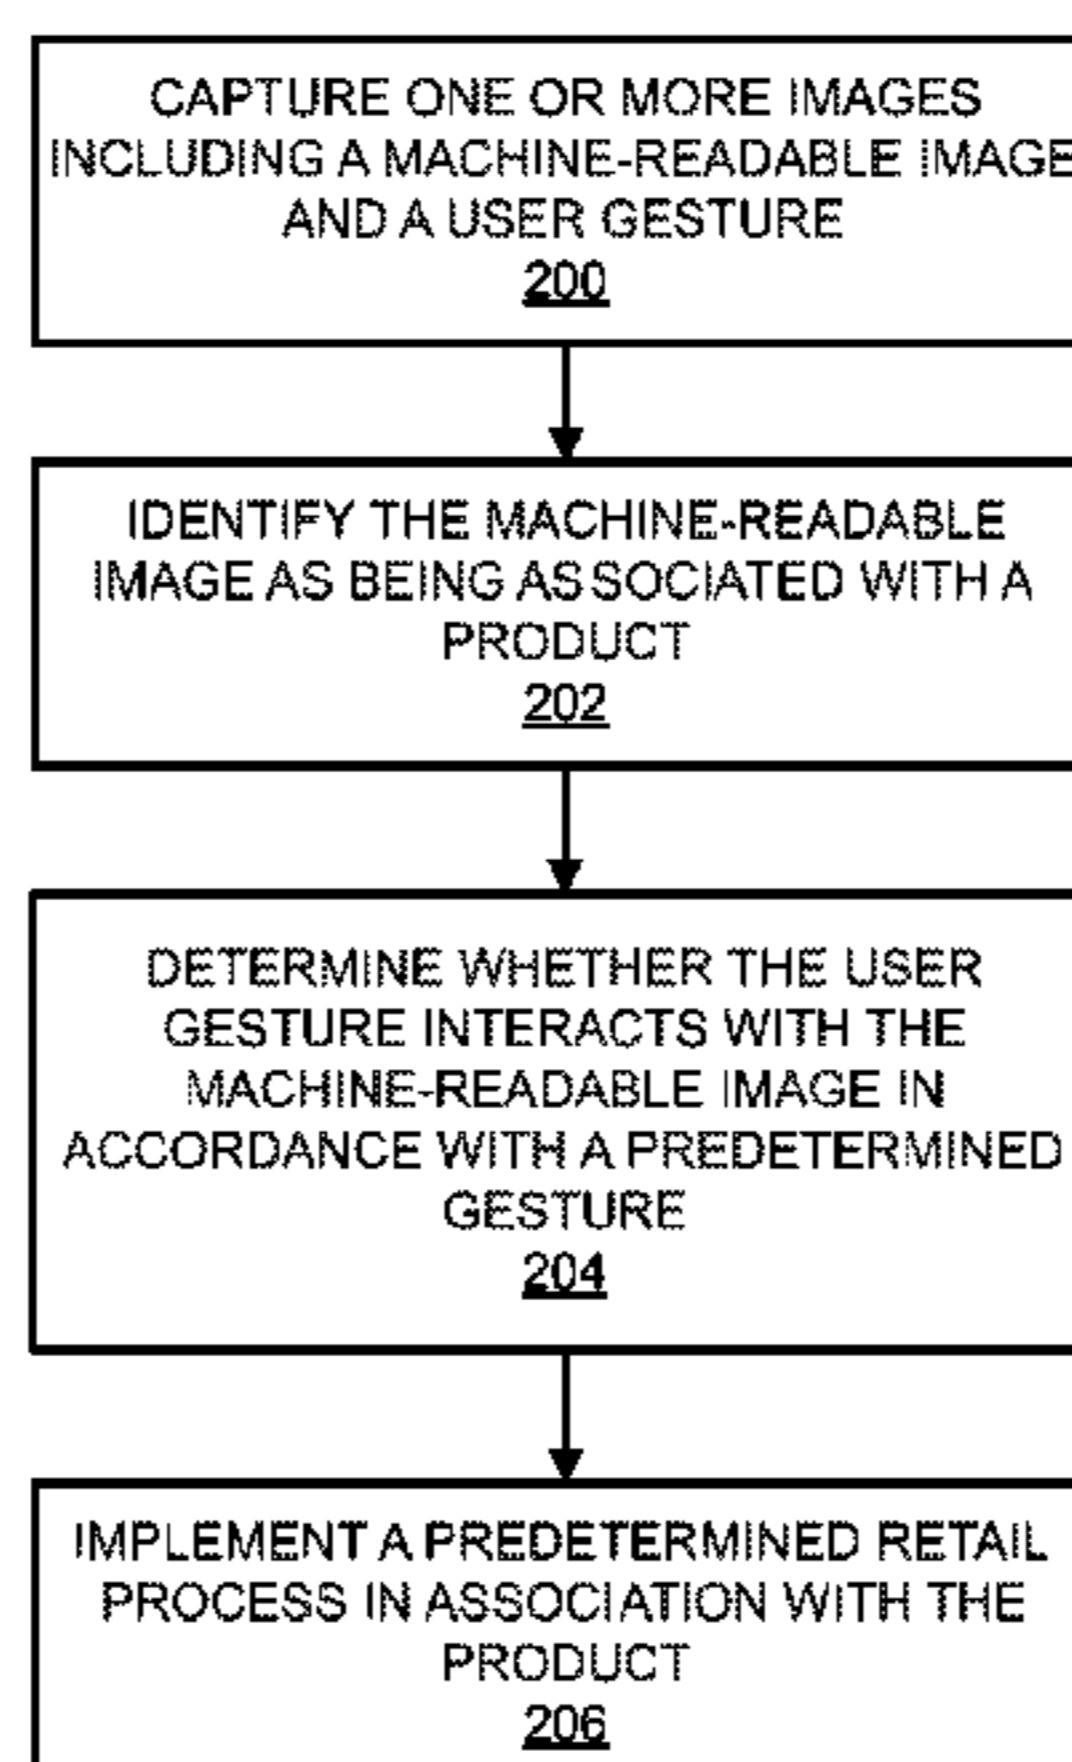 CAPTURE ONE OR MORE IMAGES
INCLUDING A MACHINE-READABLE IMAGE
AND A USER GESTURE
200
IDENTIFY THE MACHINE-READABLE
IMAGE AS BEING ASSOCIATED WITH A
PRODUCT
202
DETERMINE WHETHER THE USER
GESTURE INTERACTS WITH THE
MACHINE-READABLE IMAGE IN
ACCORDANCE WITH A PREDETERMINED
GESTURE
204
IMPLEMENT A PREDETERMINED RETAIL
PROCESS IN ASSOCIATION WITH THE
PRODUCT
206